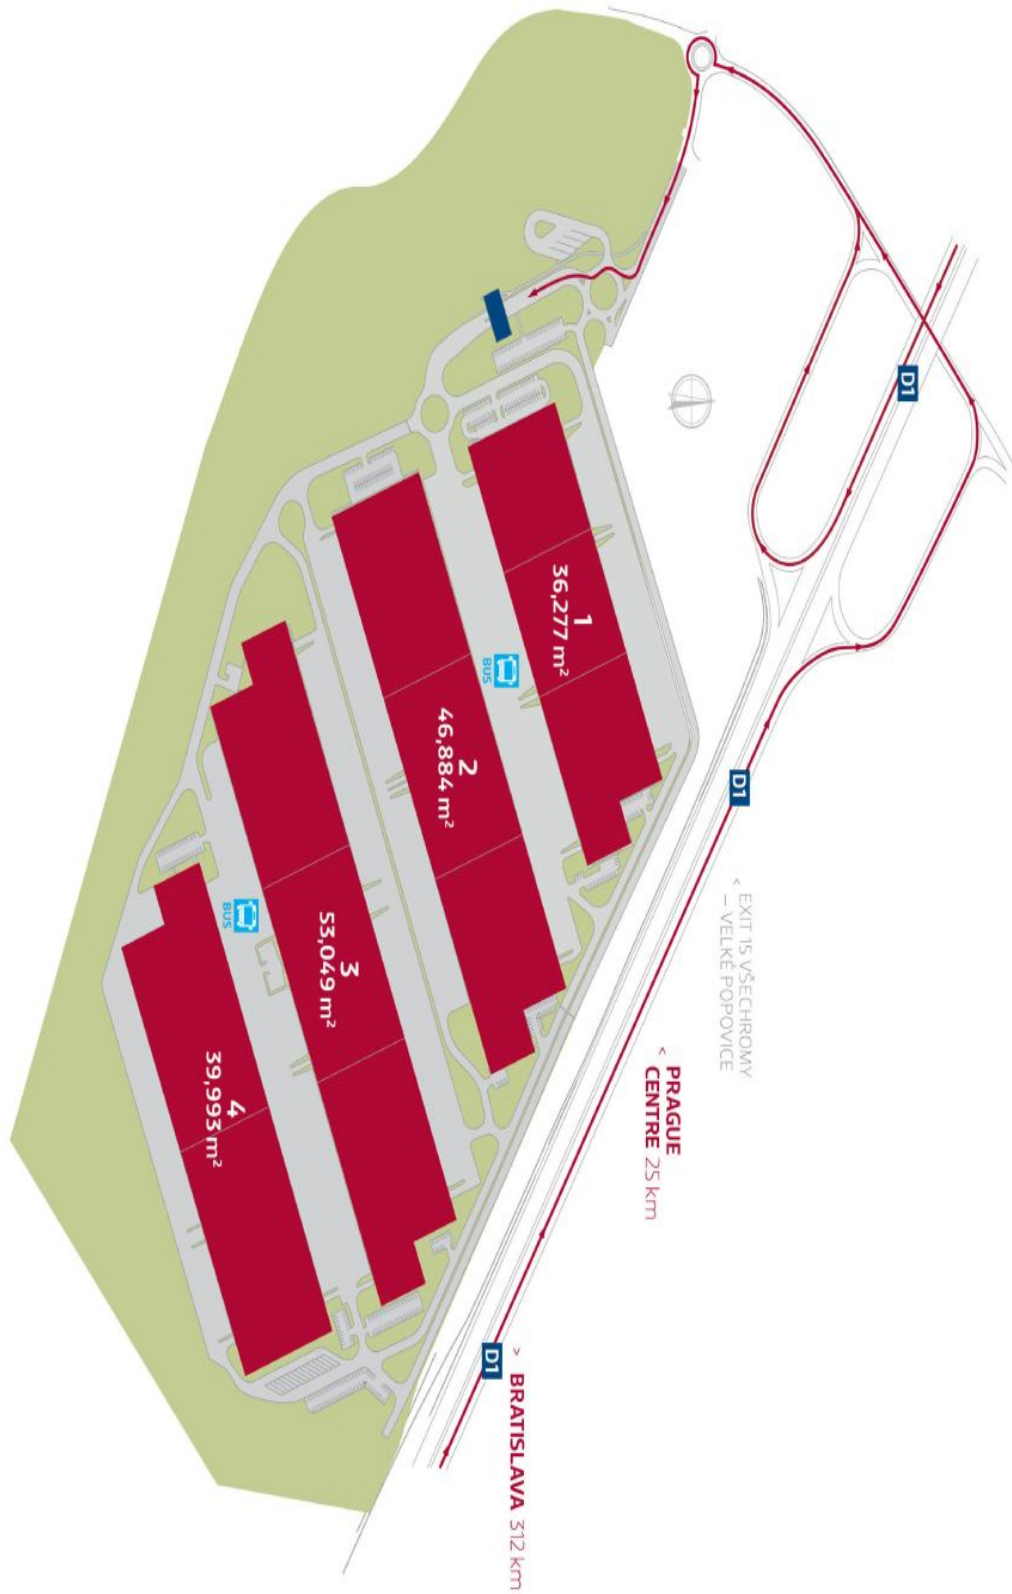 D1
D1
< EXIT 15 VŠECHROMY
– VELKÉ POPOVICE
< PRAGUE
CENTRE 25 km
> BRATISLAVA 312 km
D1
1
36,277 m²
BUS
2
46,884 m²
3
53,049 m²
BUS
4
39,993 m²